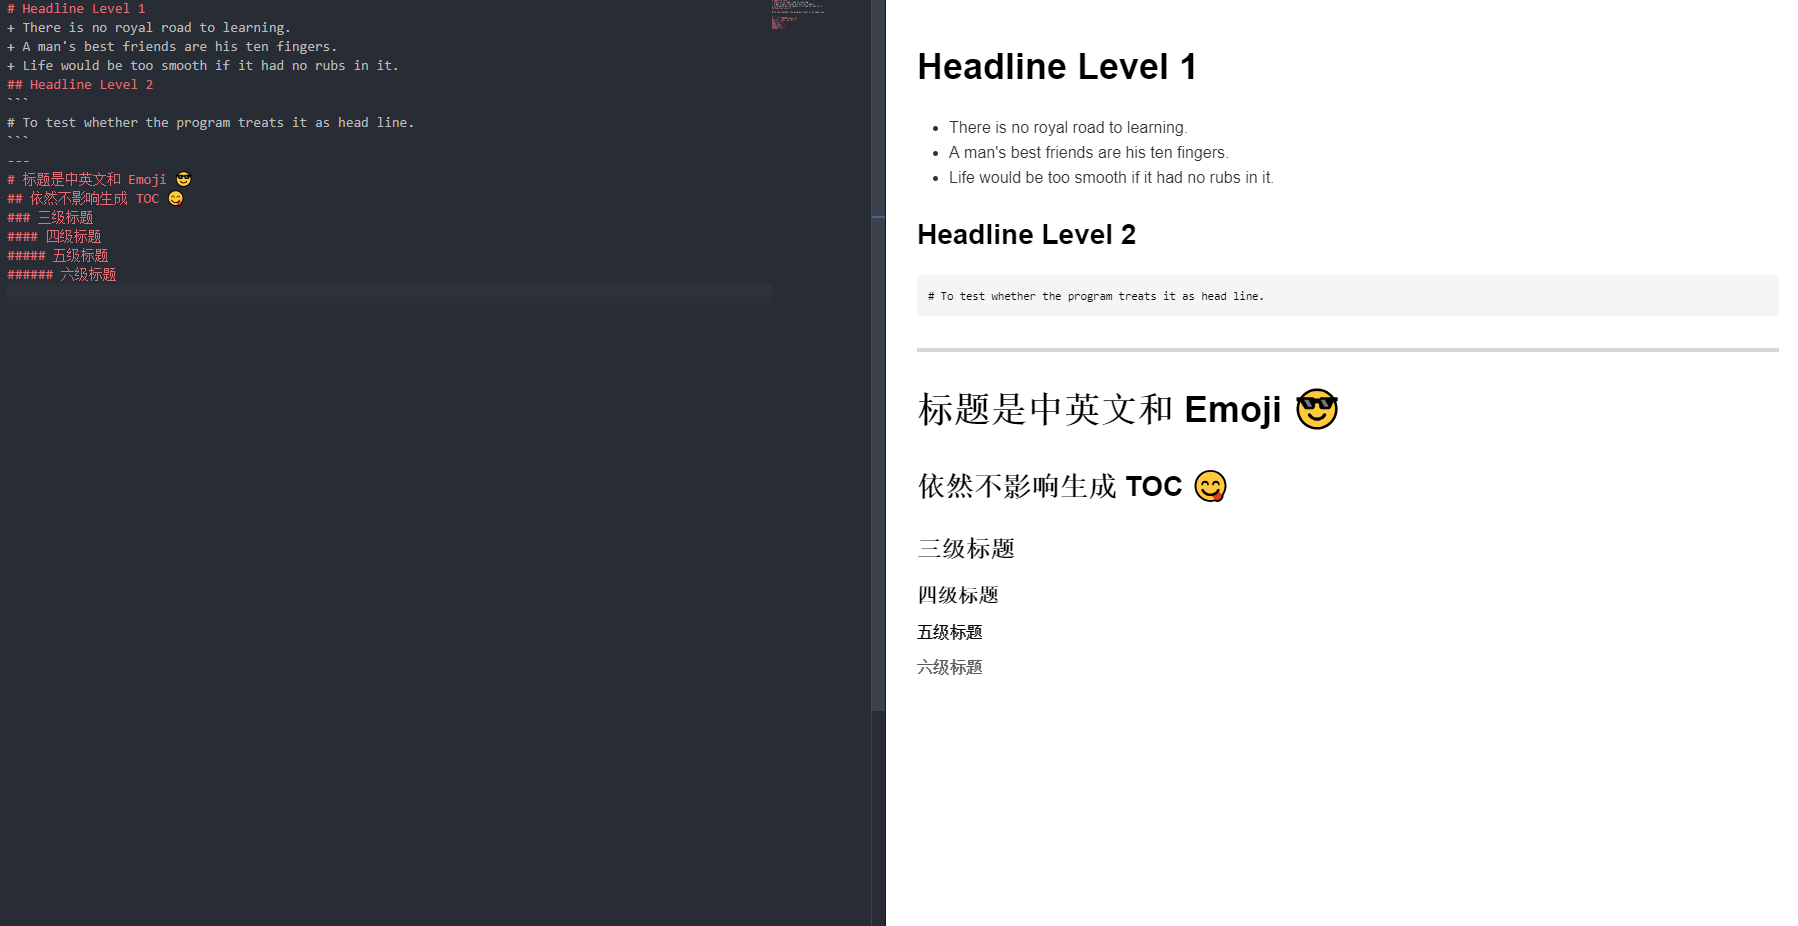 # Headline Level 1
+ There is no royal road to learning.
+ A man's best friends are his ten fingers.
+ Life would be too smooth if it had no rubs in it.
## Headline Level 2
```
# To test whether the program treats it as head line.
```
---
# 标题是中英文和 Emoji 😎
## 依然不影响生成 TOC 😋
### 三级标题
#### 四级标题
##### 五级标题
###### 六级标题
Headline Level 1
• There is no royal road to learning.
• A man's best friends are his ten fingers.
• Life would be too smooth if it had no rubs in it.
Headline Level 2
# To test whether the program treats it as head line.
标题是中英文和 Emoji 😎
依然不影响生成 TOC 😋
三级标题
四级标题
五级标题
六级标题